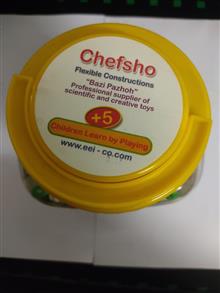 Chefsho
Flexible Constructions
"Bazi Pazhoh"
Professional supplier of
scientific and creative toys
+5
Children Learn by Playing
www.eei-co.com